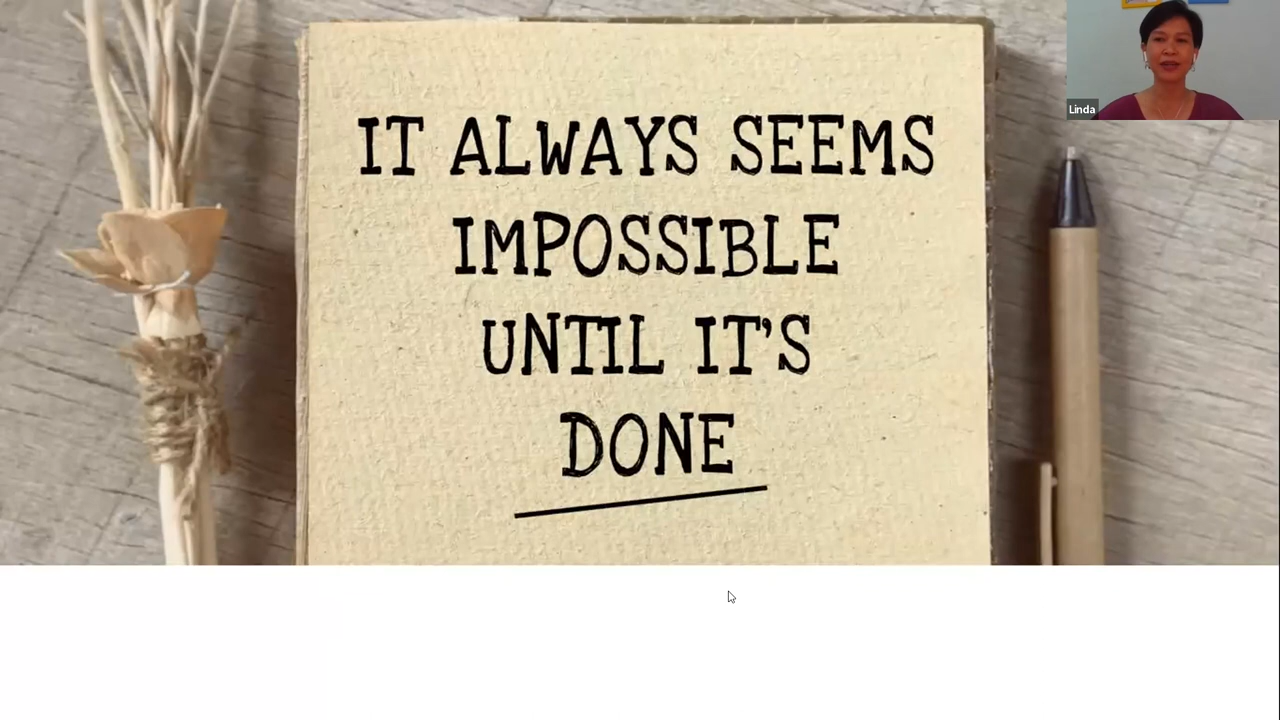 IT ALWAYS SEEMS
IMPOSSIBLE
UNTIL IT'S
DONE
Linda